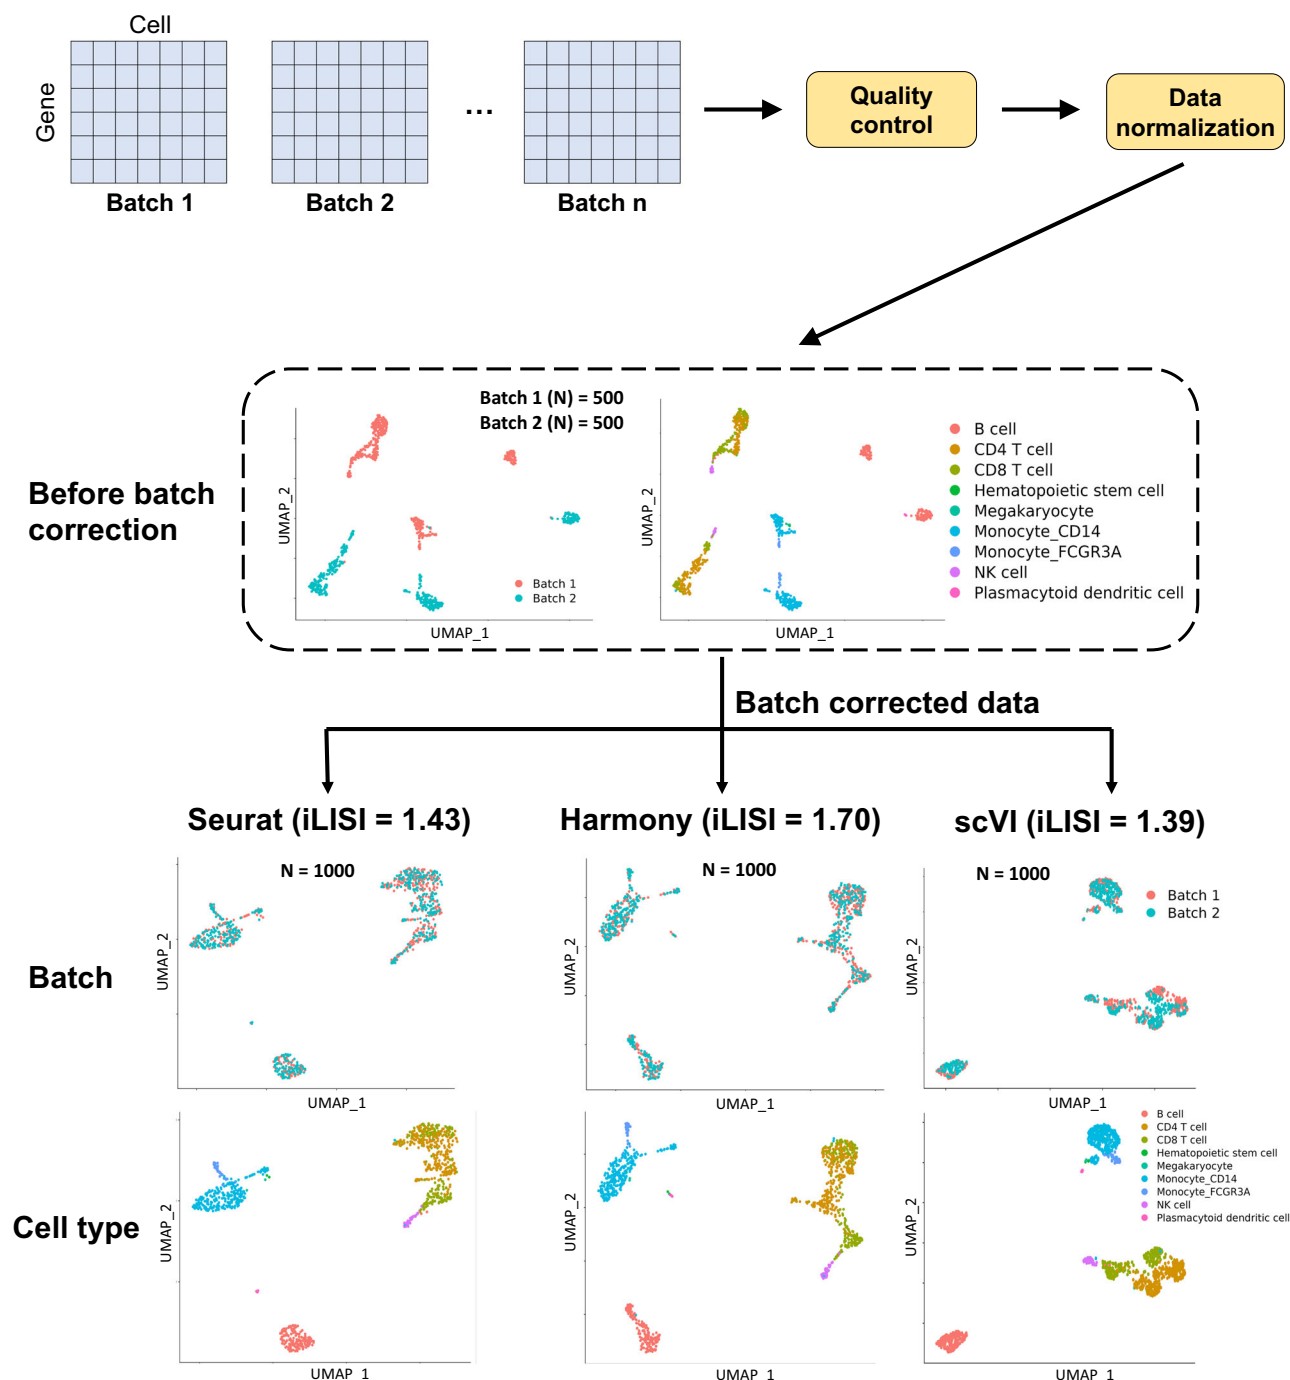 Cell
Gene
Batch 1
Batch 2
...
Batch n
Quality
control
Data
normalization
Before batch
correction
Batch 1 (N) = 500
Batch 2 (N) = 500
UMAP_2
Batch 1
Batch 2
UMAP_1
UMAP_2
UMAP_1
B cell
CD4 T cell
CD8 T cell
Hematopoietic stem cell
Megakaryocyte
Monocyte_CD14
Monocyte_FCGR3A
NK cell
Plasmacytoid dendritic cell
Batch corrected data
Seurat (iLISI = 1.43)
Harmony (iLISI = 1.70)
scVI (iLISI = 1.39)
Batch
N = 1000
UMAP_2
UMAP_1
N = 1000
UMAP_2
UMAP_1
N = 1000
Batch 1
Batch 2
UMAP_2
UMAP_1
Cell type
UMAP_2
UMAP_1
UMAP_2
UMAP_1
UMAP_2
UMAP_1
B cell
CD4 T cell
CD8 T cell
Hematopoietic stem cell
Megakaryocyte
Monocyte_CD14
Monocyte_FCGR3A
NK cell
Plasmacytoid dendritic cell